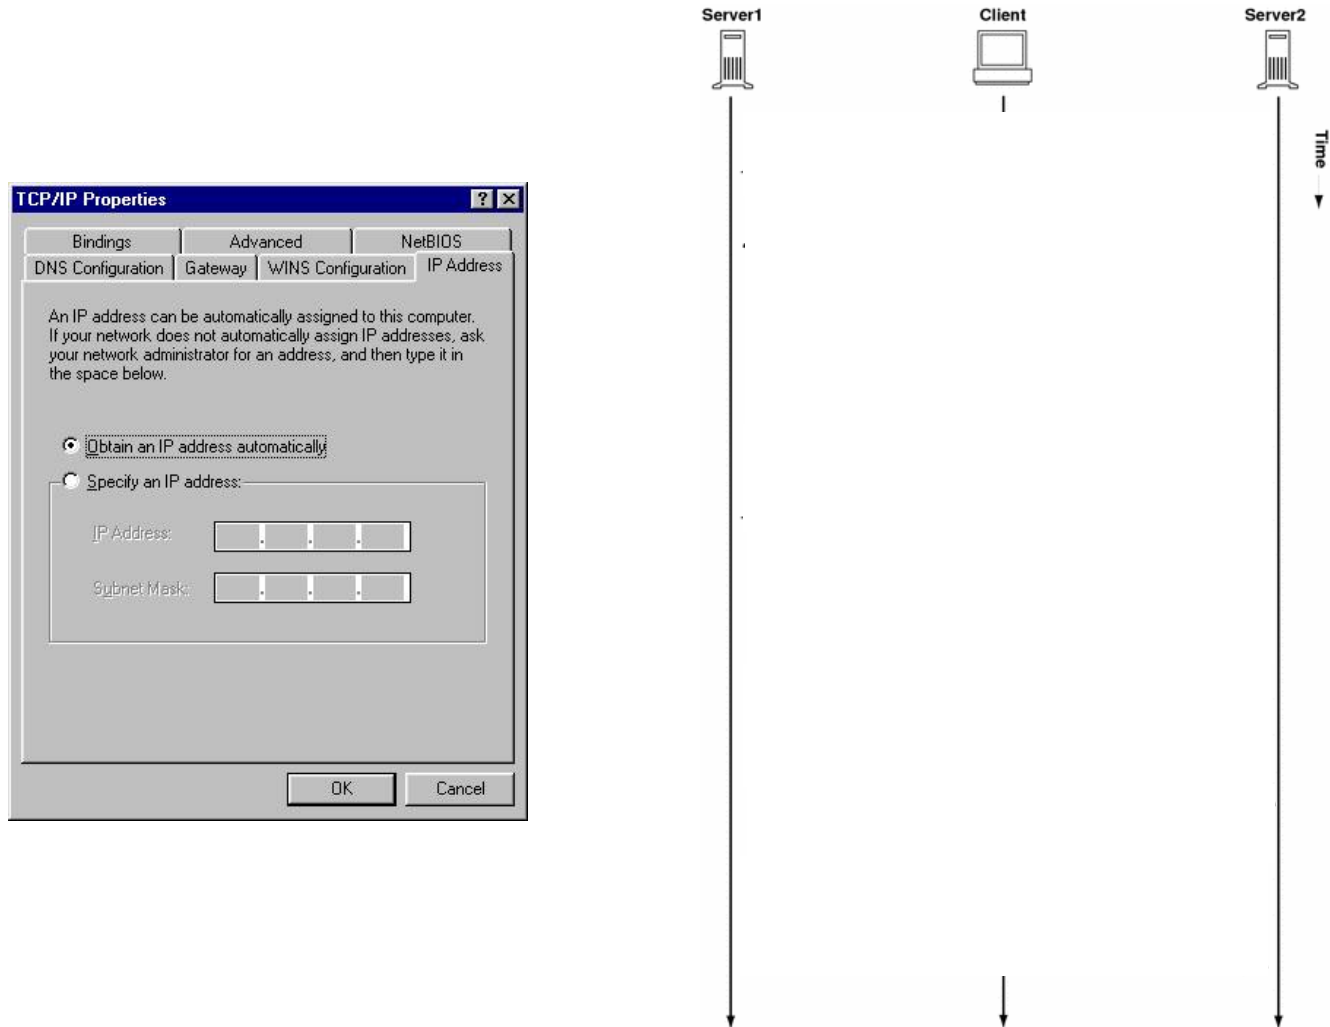 Server1
Client
Server2
Time
TCP/IP Properties
Bindings
Advanced
NetBIOS
DNS Configuration
Gateway
WINS Configuration
IP Address
An IP address can be automatically assigned to this computer.
If your network does not automatically assign IP addresses, ask
your network administrator for an address, and then type it in
the space below.
Obtain an IP address automatically
Specify an IP address:
IP Address:
Subnet Mask:
OK
Cancel